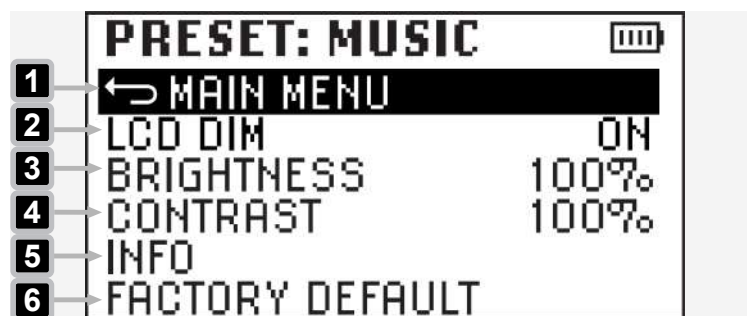 PRESET: MUSIC
1 MAIN MENU
2 LCD DIM ON
3 BRIGHTNESS 100%
4 CONTRAST 100%
5 INFO
6 FACTORY DEFAULT